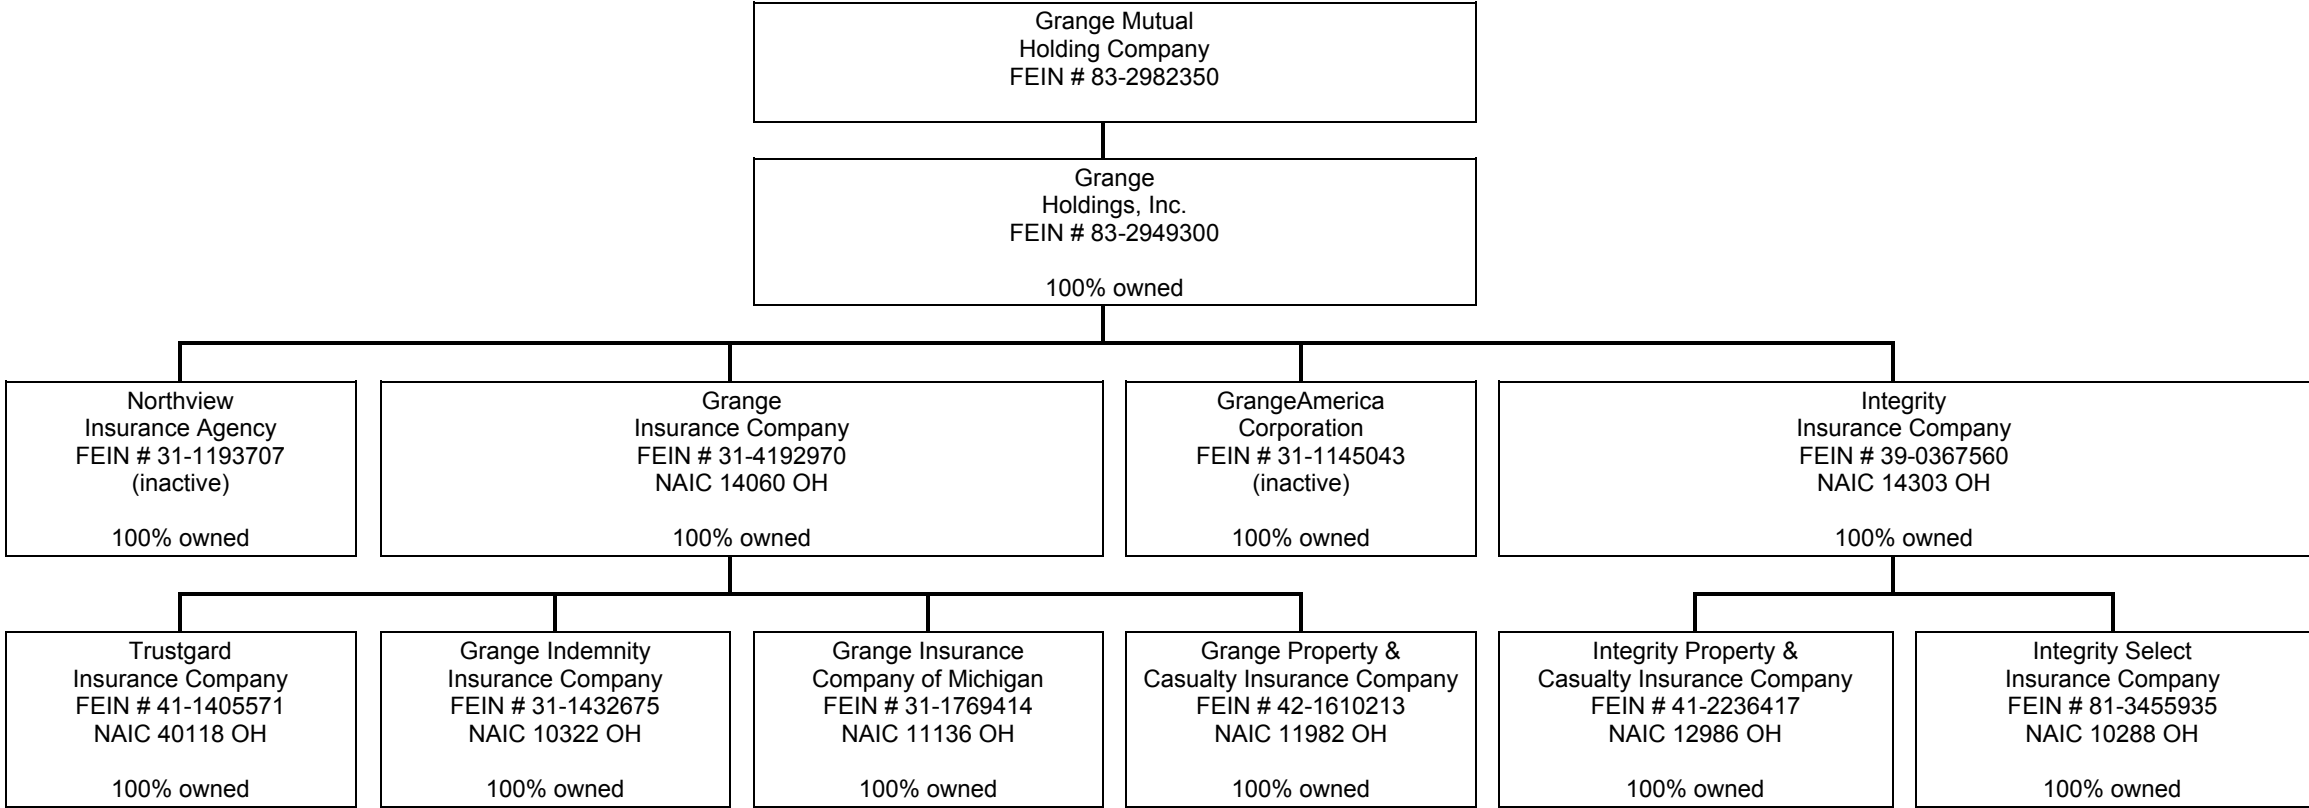 Grange Mutual
Holding Company
FEIN # 83-2982350
Grange
Holdings, Inc.
FEIN # 83-2949300
100% owned
Northview
Insurance Agency
FEIN # 31-1193707
(inactive)
100% owned
Grange
Insurance Company
FEIN # 31-4192970
NAIC 14060 OH
100% owned
GrangeAmerica
Corporation
FEIN # 31-1145043
(inactive)
100% owned
Integrity
Insurance Company
FEIN # 39-0367560
NAIC 14303 OH
100% owned
Trustgard
Insurance Company
FEIN # 41-1405571
NAIC 40118 OH
100% owned
Grange Indemnity
Insurance Company
FEIN # 31-1432675
NAIC 10322 OH
100% owned
Grange Insurance
Company of Michigan
FEIN # 31-1769414
NAIC 11136 OH
100% owned
Grange Property &
Casualty Insurance Company
FEIN # 42-1610213
NAIC 11982 OH
100% owned
Integrity Property &
Casualty Insurance Company
FEIN # 41-2236417
NAIC 12986 OH
100% owned
Integrity Select
Insurance Company
FEIN # 81-3455935
NAIC 10288 OH
100% owned